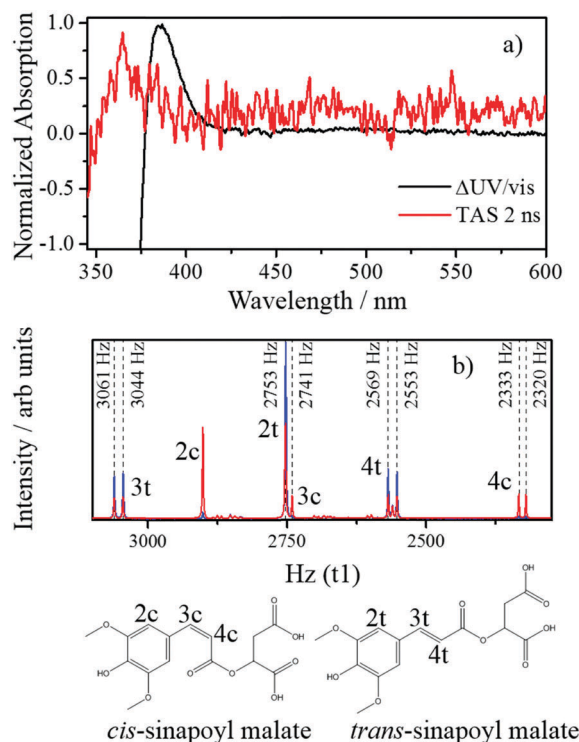 a)
Normalized Absorption
1.0
0.5
0.0
-0.5
-1.0
ΔUV/vis
TAS 2 ns
350 400 450 500 550 600
Wavelength / nm
b)
Intensity / arb units
3061 Hz
3044 Hz
2753 Hz
2741 Hz
2569 Hz
2553 Hz
2333 Hz
2320 Hz
3t
2c
2t
3c
4t
4c
3000 2750 2500
Hz (t1)
2c 3c
4c
O
HO
O
O
OH
O
O
O
OH
cis-sinapoyl malate
2t 3t
4t
O
HO
O
O
O
OH
O
O
OH
trans-sinapoyl malate